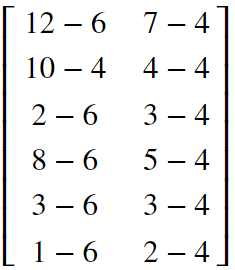 12 − 6 7 − 4
10 − 4 4 − 4
2 − 6 3 − 4
8 − 6 5 − 4
3 − 6 3 − 4
1 − 6 2 − 4